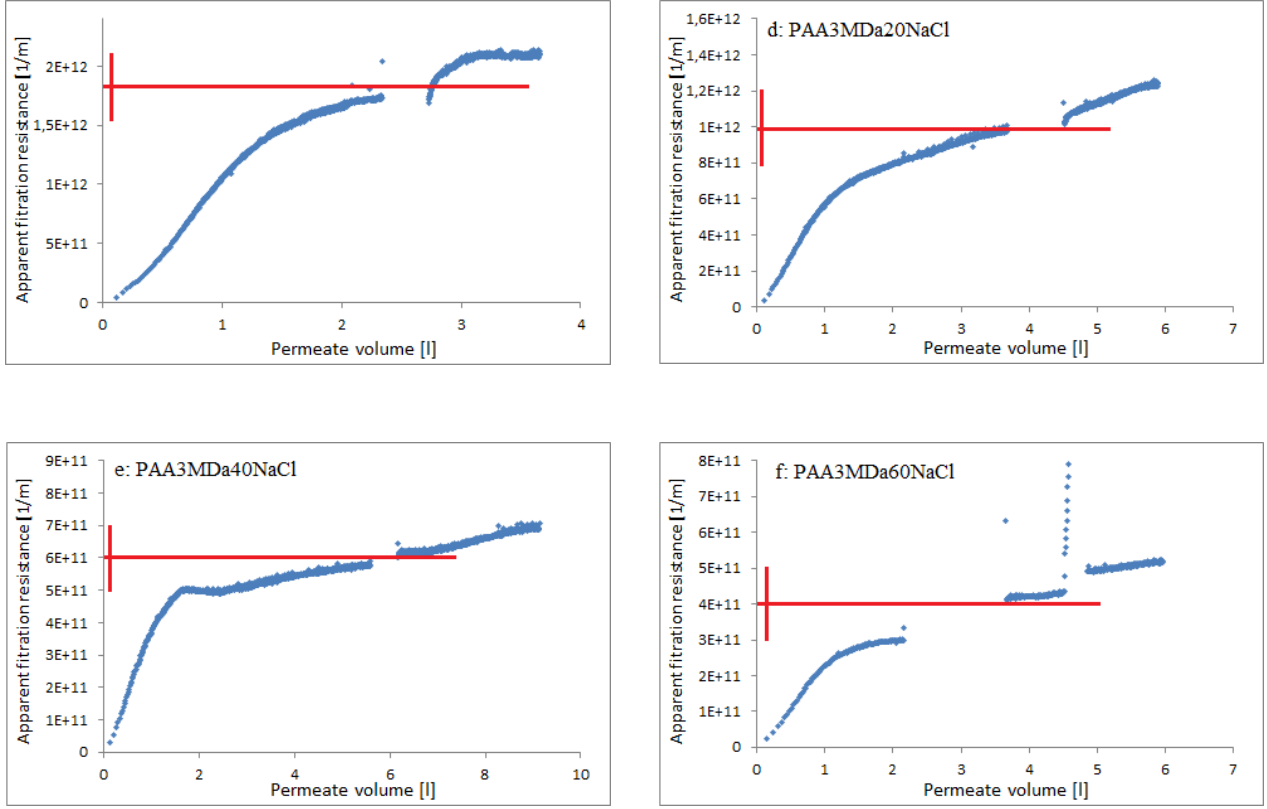 Apparent fitration resistance [1/m]
2E+12
1,5E+12
1E+12
5E+11
0
0 1 2 3 4
Permeate volume [l]
d: PAA3MDa20NaCl
Apparent fitration resistance [1/m]
1,6E+12
1,4E+12
1,2E+12
1E+12
8E+11
6E+11
4E+11
2E+11
0
0 1 2 3 4 5 6 7
Permeate volume [l]
e: PAA3MDa40NaCl
Apparent fitration resistance [1/m]
9E+11
8E+11
7E+11
6E+11
5E+11
4E+11
3E+11
2E+11
1E+11
0
0 2 4 6 8 10
Permeate volume [l]
f: PAA3MDa60NaCl
Apparent fitration resistance [1/m]
8E+11
7E+11
6E+11
5E+11
4E+11
3E+11
2E+11
1E+11
0
0 1 2 3 4 5 6 7
Permeate volume [l]